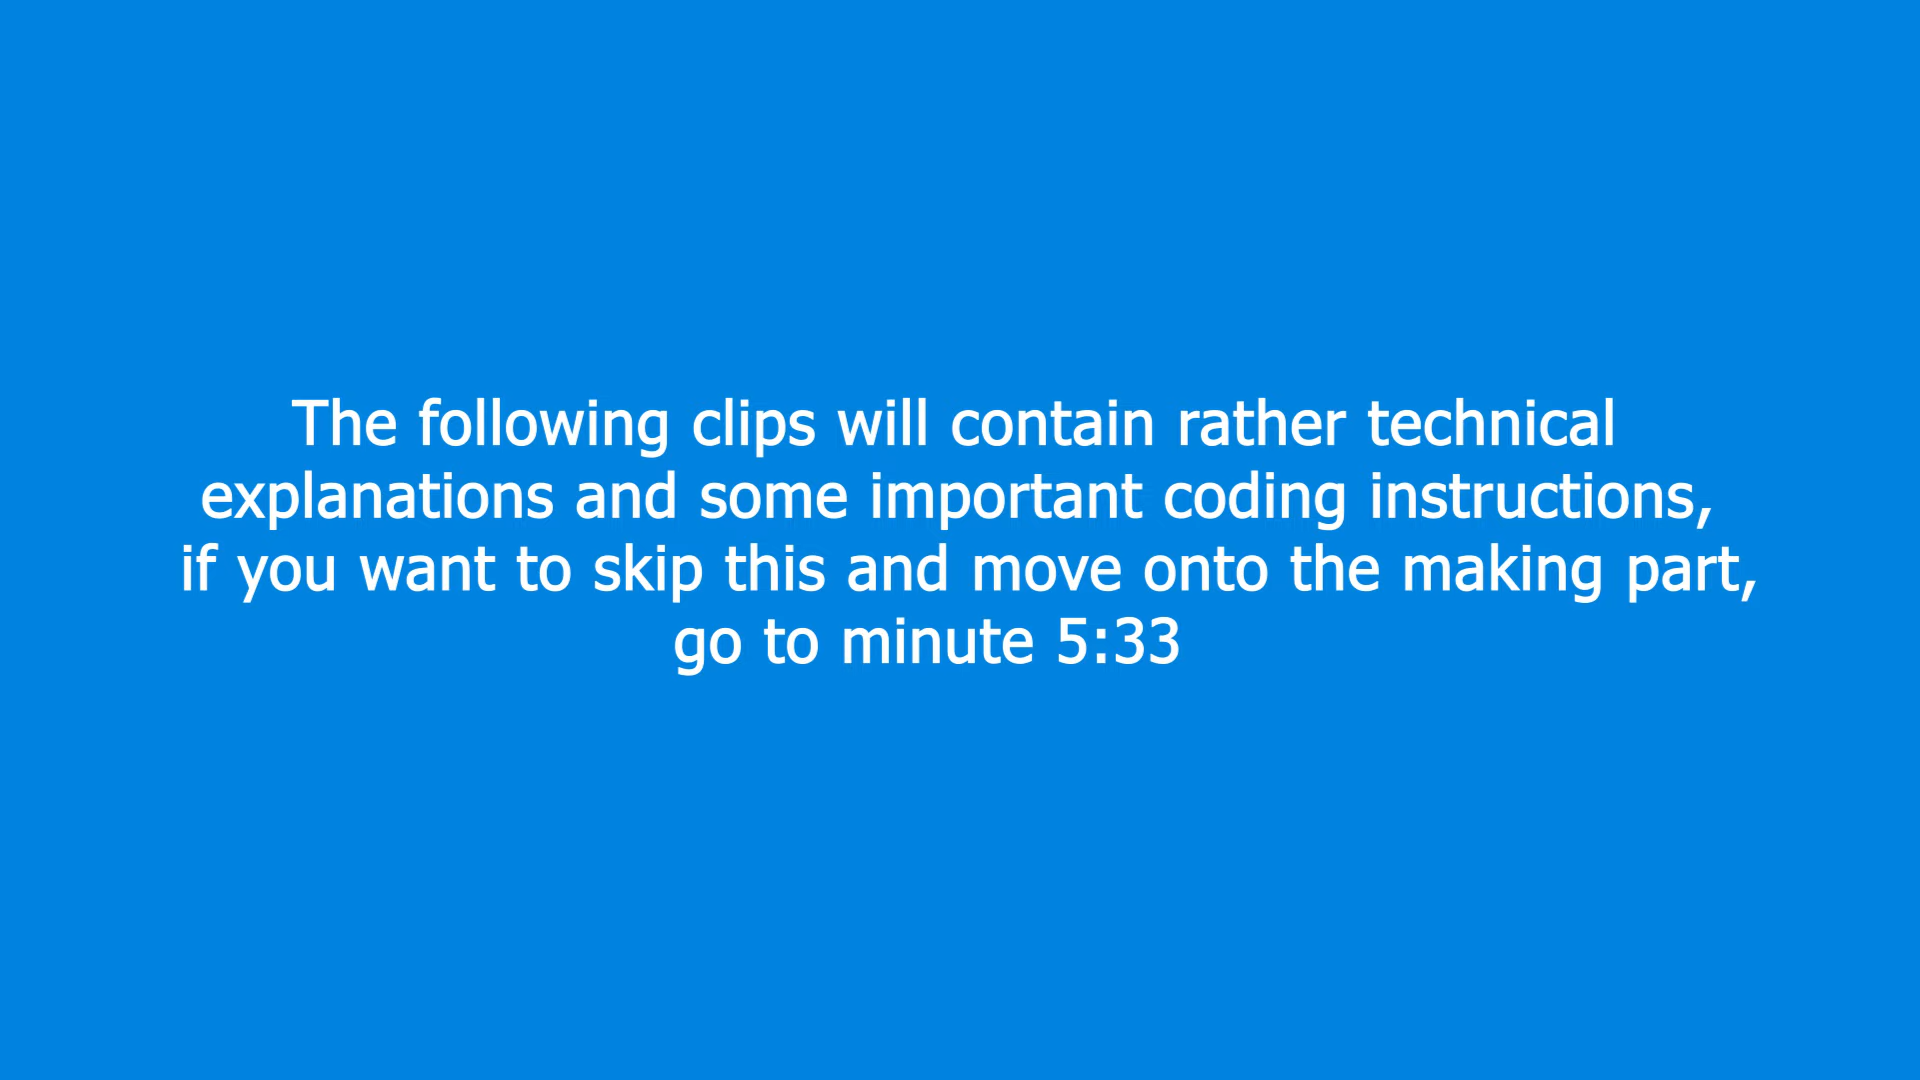 The following clips will contain rather technical
explanations and some important coding instructions,
if you want to skip this and move onto the making part,
go to minute 5:33